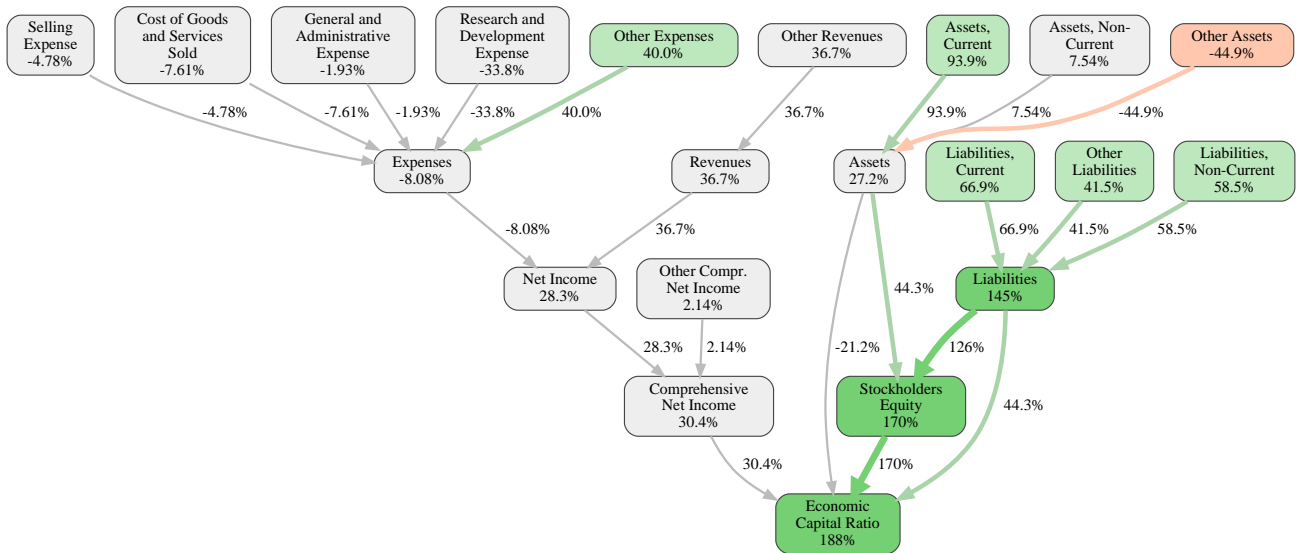 Selling
Expense
-4.78%
Cost of Goods
and Services
Sold
-7.61%
General and
Administrative
Expense
-1.93%
Research and
Development
Expense
-33.8%
Other Expenses
40.0%
Other Revenues
36.7%
Assets,
Current
93.9%
Assets, Non-
Current
7.54%
Other Assets
-44.9%
-4.78%
-7.61%
-1.93%
-33.8%
40.0%
36.7%
93.9%
7.54%
-44.9%
Expenses
-8.08%
Revenues
36.7%
Assets
27.2%
Liabilities,
Current
66.9%
Other
Liabilities
41.5%
Liabilities,
Non-Current
58.5%
-8.08%
36.7%
66.9%
41.5%
58.5%
Net Income
28.3%
Other Compr.
Net Income
2.14%
44.3%
Liabilities
145%
28.3%
2.14%
-21.2%
126%
Comprehensive
Net Income
30.4%
Stockholders
Equity
170%
44.3%
30.4%
170%
Economic
Capital Ratio
188%